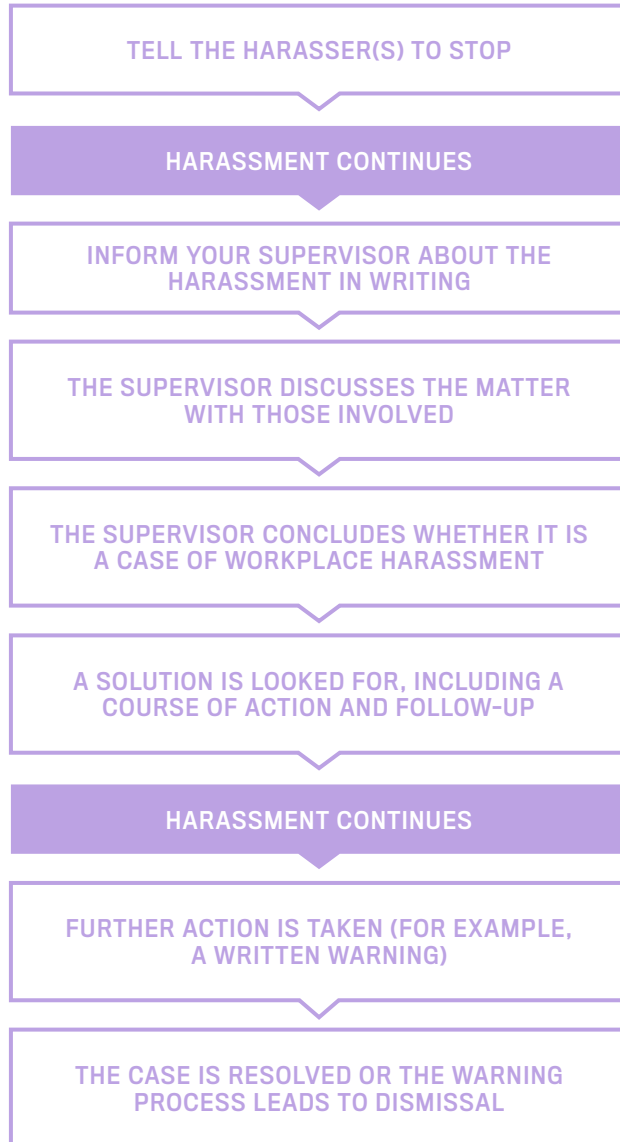 TELL THE HARASSER(S) TO STOP
HARASSMENT CONTINUES
INFORM YOUR SUPERVISOR ABOUT THE
HARASSMENT IN WRITING
THE SUPERVISOR DISCUSSES THE MATTER
WITH THOSE INVOLVED
THE SUPERVISOR CONCLUDES WHETHER IT IS
A CASE OF WORKPLACE HARASSMENT
A SOLUTION IS LOOKED FOR, INCLUDING A
COURSE OF ACTION AND FOLLOW-UP
HARASSMENT CONTINUES
FURTHER ACTION IS TAKEN (FOR EXAMPLE,
A WRITTEN WARNING)
THE CASE IS RESOLVED OR THE WARNING
PROCESS LEADS TO DISMISSAL